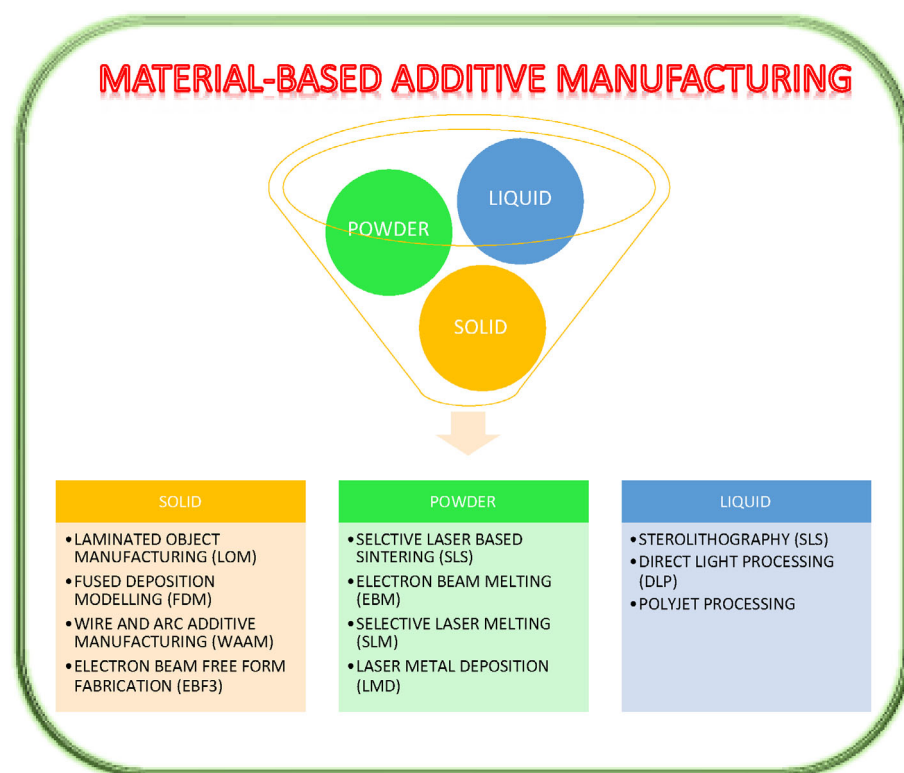 MATERIAL-BASED ADDITIVE MANUFACTURING
LIQUID
POWDER
SOLID
SOLID
•LAMINATED OBJECT
MANUFACTURING (LOM)
•FUSED DEPOSITION
MODELLING (FDM)
•WIRE AND ARC ADDITIVE
MANUFACTURING (WAAM)
•ELECTRON BEAM FREE FORM
FABRICATION (EBF3)
POWDER
•SELCTIVE LASER BASED
SINTERING (SLS)
•ELECTRON BEAM MELTING
(EBM)
•SELECTIVE LASER MELTING
(SLM)
•LASER METAL DEPOSITION
(LMD)
LIQUID
•STEROLITHOGRAPHY (SLS)
•DIRECT LIGHT PROCESSING
(DLP)
•POLYJET PROCESSING